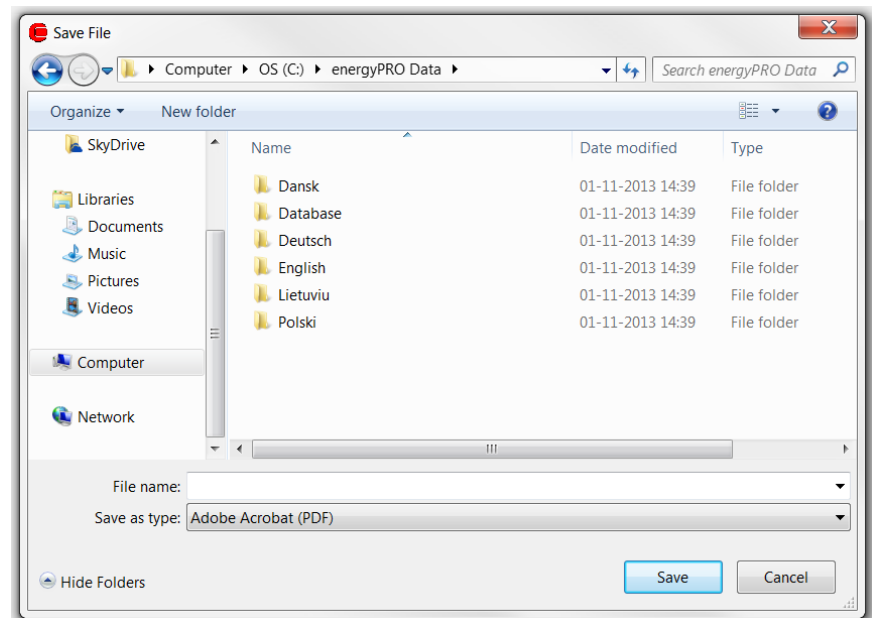 Save File
Computer OS (C:) energyPRO Data
Search energyPRO Data
Organize New folder
SkyDrive
Libraries
Documents
Music
Pictures
Videos
Computer
Network
Name Date modified Type
Dansk 01-11-2013 14:39 File folder
Database 01-11-2013 14:39 File folder
Deutsch 01-11-2013 14:39 File folder
English 01-11-2013 14:39 File folder
Lietuviu 01-11-2013 14:39 File folder
Polski 01-11-2013 14:39 File folder
File name:
Save as type: Adobe Acrobat (PDF)
Hide Folders
Save
Cancel